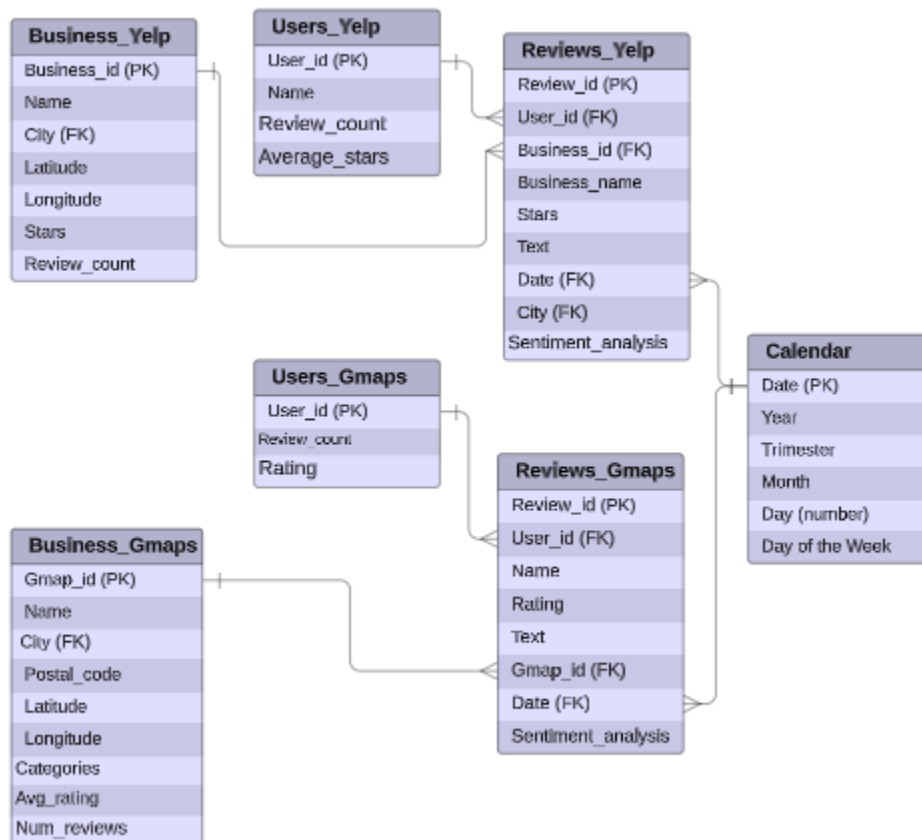 Business_Yelp
Business_id (PK)
Name
City (FK)
Latitude
Longitude
Stars
Review_count
Users_Yelp
User_id (PK)
Name
Review_count
Average_stars
Reviews_Yelp
Review_id (PK)
User_id (FK)
Business_id (FK)
Business_name
Stars
Text
Date (FK)
City (FK)
Sentiment_analysis
Users_Gmaps
User_id (PK)
Review_count
Rating
Calendar
Date (PK)
Year
Trimester
Month
Day (number)
Day of the Week
Reviews_Gmaps
Review_id (PK)
User_id (FK)
Name
Rating
Text
Gmap_id (FK)
Date (FK)
Sentiment_analysis
Business_Gmaps
Gmap_id (PK)
Name
City (FK)
Postal_code
Latitude
Longitude
Categories
Avg_rating
Num_reviews